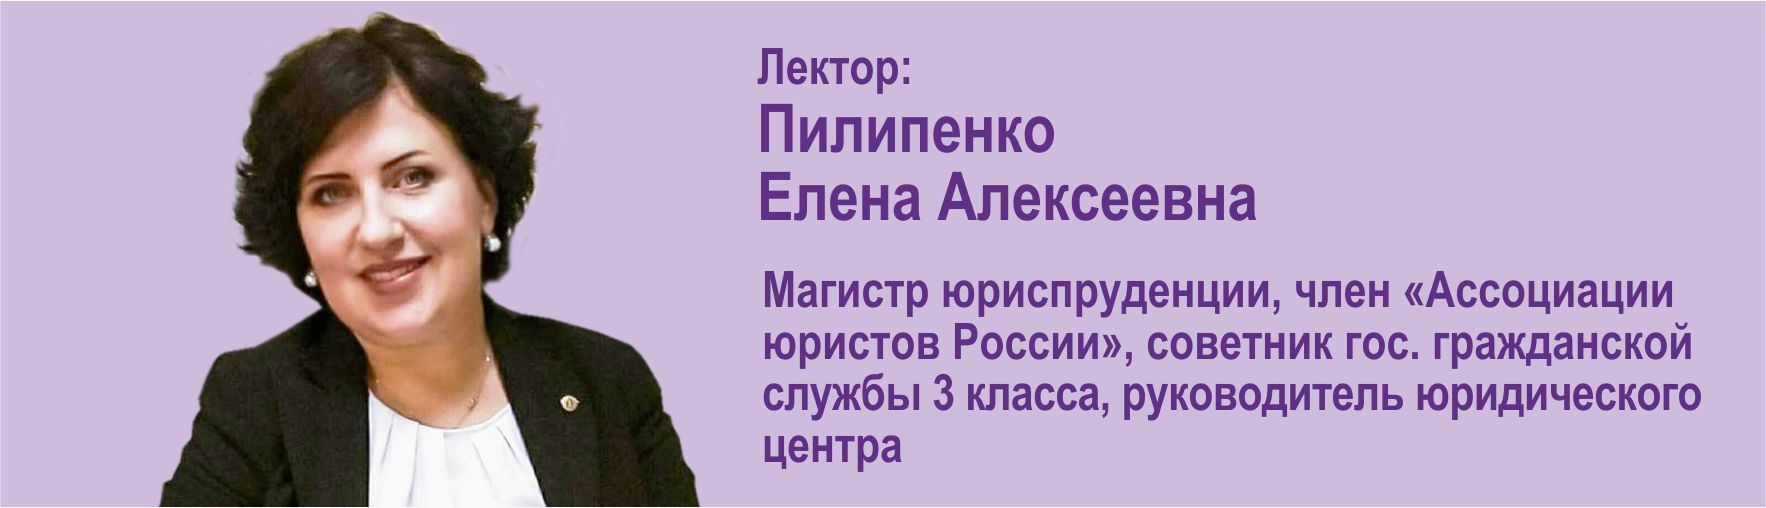 Лектор:
Пилипенко
Елена Алексеевна
Магистр юриспруденции, член «Ассоциации
юристов России», советник гос. гражданской
службы 3 класса, руководитель юридического
центра